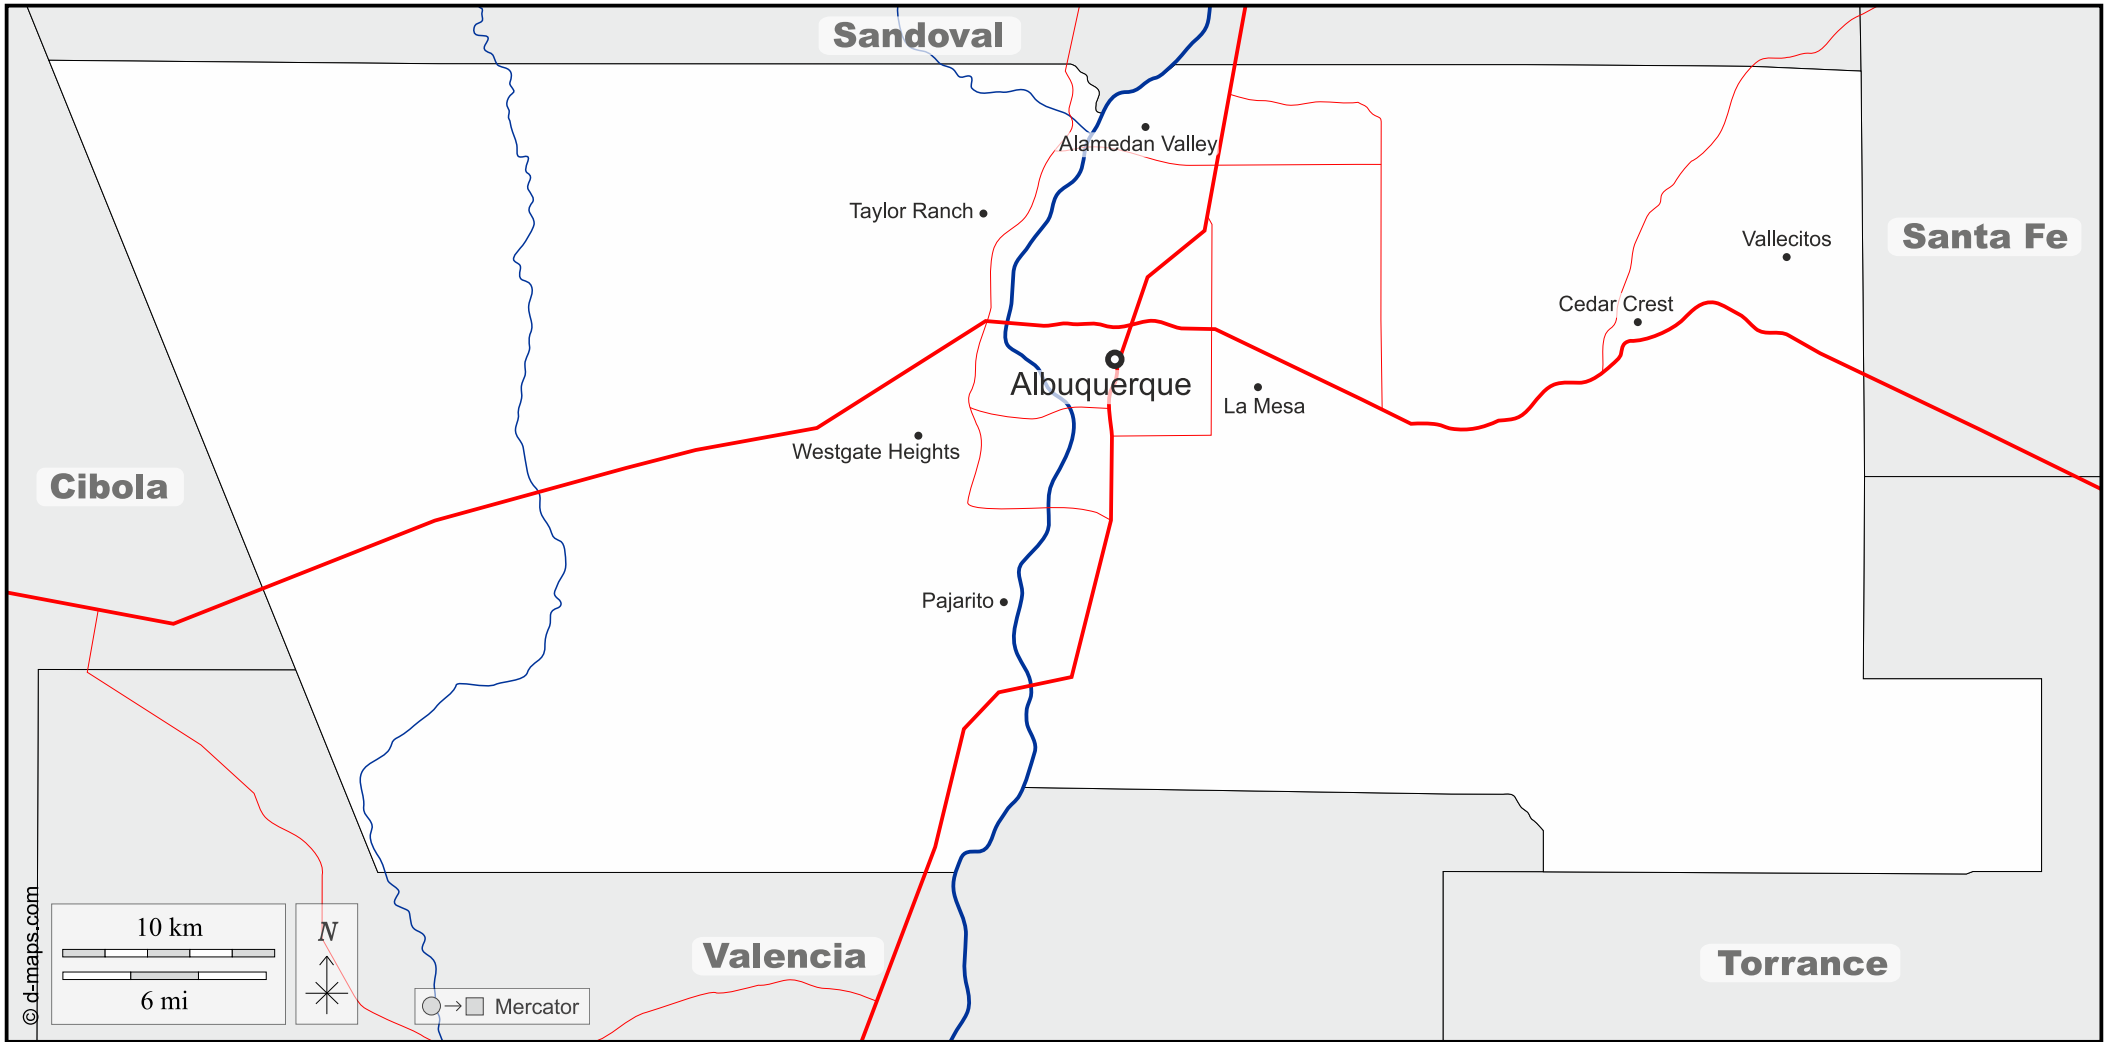 Sandoval
Alamedan Valley
Taylor Ranch
Vallecitos
Santa Fe
Cedar Crest
Albuquerque
La Mesa
Westgate Heights
Cibola
Pajarito
Valencia
Torrance
© d-maps.com
10 km
6 mi
N
Mercator